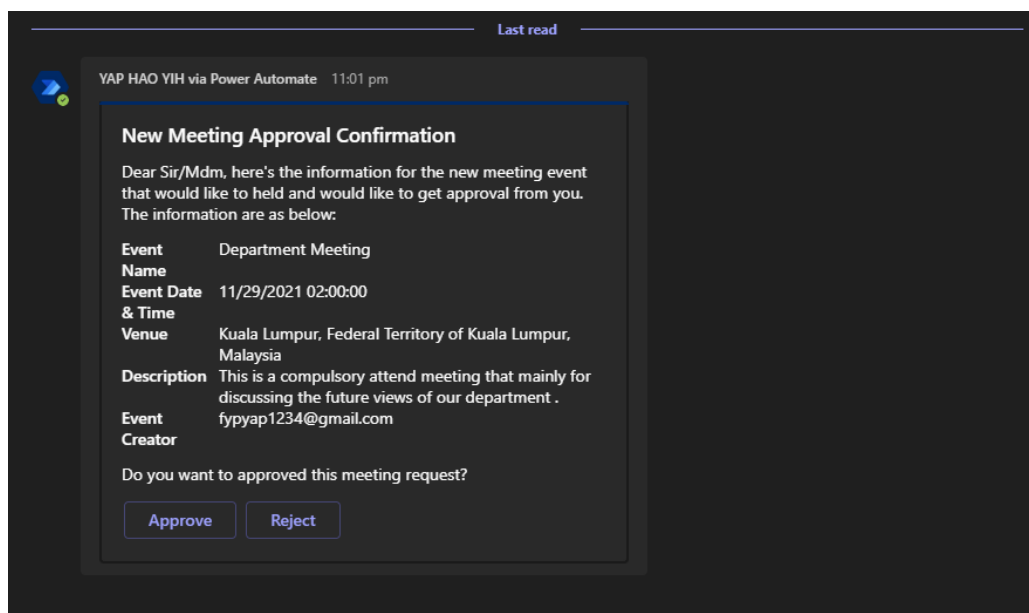 Last read
YAP HAO YIH via Power Automate 11:01 pm
New Meeting Approval Confirmation
Dear Sir/Mdm, here's the information for the new meeting event
that would like to held and would like to get approval from you.
The information are as below:
Event Name Department Meeting
Event Date & Time 11/29/2021 02:00:00
Venue Kuala Lumpur, Federal Territory of Kuala Lumpur,
Malaysia
Description This is a compulsory attend meeting that mainly for
discussing the future views of our department .
Event Creator fypyap1234@gmail.com
Do you want to approved this meeting request?
Approve Reject